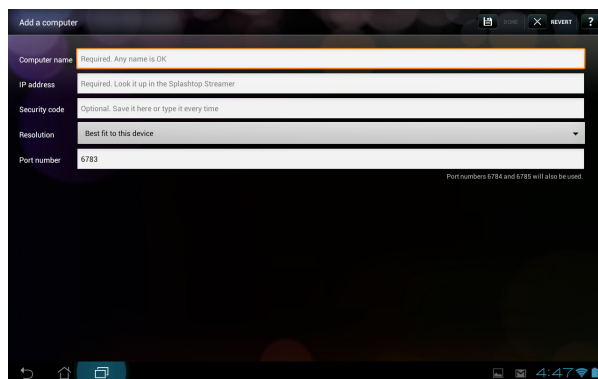 Add a computer
DONE
REVERT
?
Computer name
Required. Any name is OK
IP address
Required. Look it up in the Splashtop Streamer
Security code
Optional. Save it here or type it every time
Resolution
Best fit to this device
Port number
6783
Port numbers 6784 and 6785 will also be used.
4:47